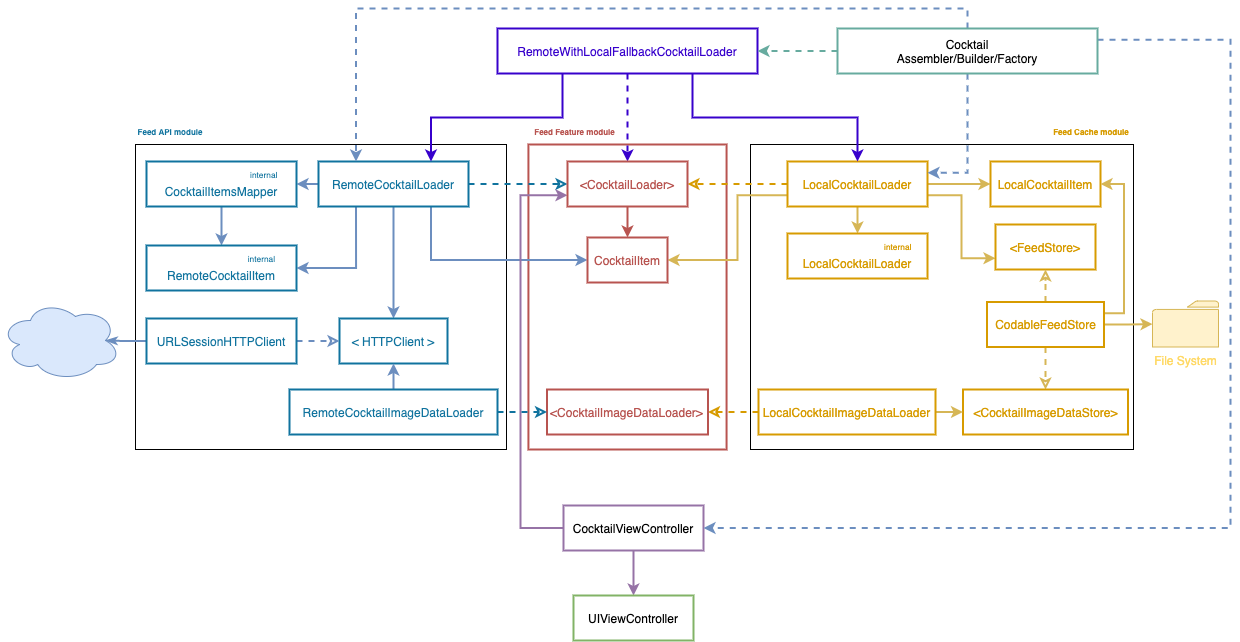 RemoteWithLocalFallbackCocktailLoader
Cocktail
Assembler/Builder/Factory
Feed API module
Feed Feature module
Feed Cache module
internal
CocktailItemsMapper
RemoteCocktailLoader
<CocktailLoader>
LocalCocktailLoader
LocalCocktailItem
internal
RemoteCocktailItem
CocktailItem
internal
LocalCocktailLoader
<FeedStore>
URLSessionHTTPClient
< HTTPClient >
CodableFeedStore
File System
RemoteCocktailImageDataLoader
<CocktailImageDataLoader>
LocalCocktailImageDataLoader
<CocktailImageDataStore>
CocktailViewController
UIViewController